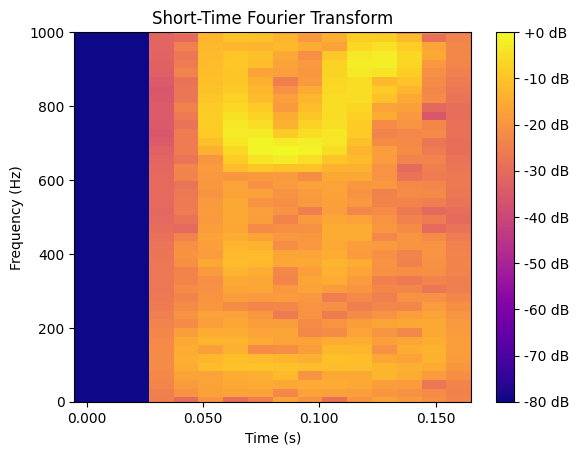 Short-Time Fourier Transform
1000
800
600
400
200
0
Frequency (Hz)
0.000
0.050
0.100
0.150
Time (s)
+0 dB
-10 dB
-20 dB
-30 dB
-40 dB
-50 dB
-60 dB
-70 dB
-80 dB